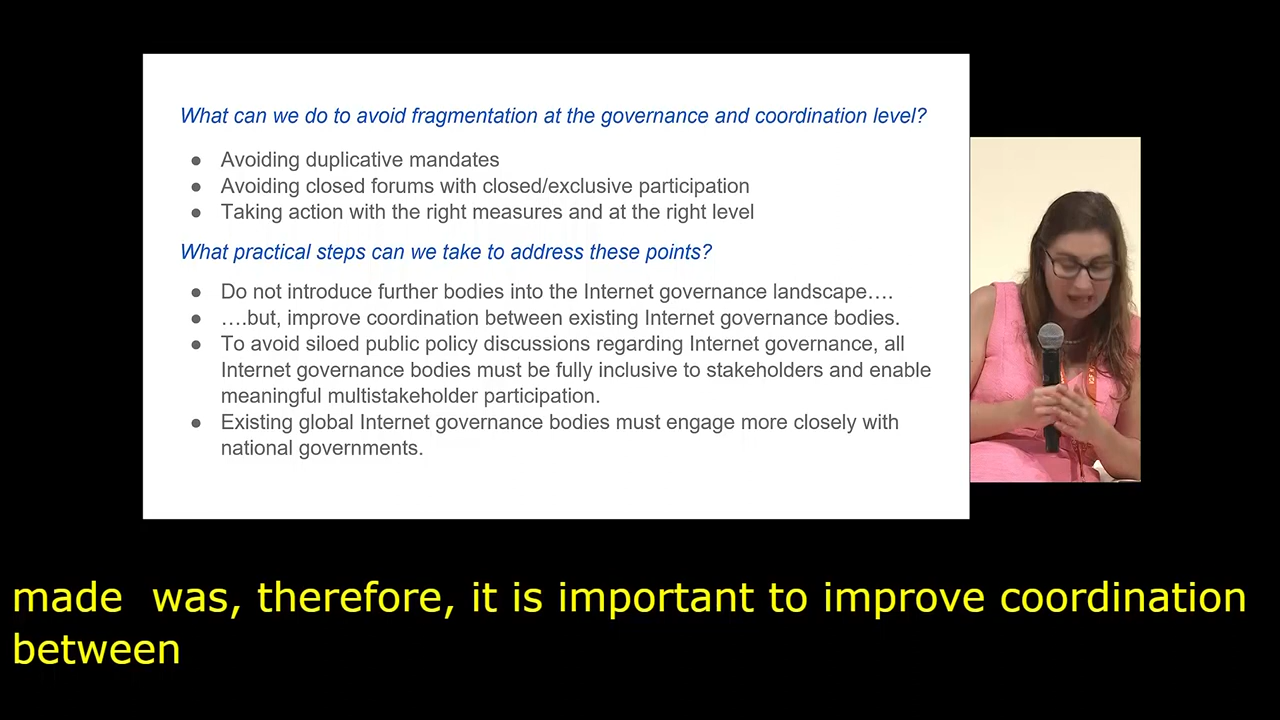 What can we do to avoid fragmentation at the governance and coordination level?
● Avoiding duplicative mandates
● Avoiding closed forums with closed/exclusive participation
● Taking action with the right measures and at the right level
What practical steps can we take to address these points?
● Do not introduce further bodies into the Internet governance landscape….
● ….but, improve coordination between existing Internet governance bodies.
● To avoid siloed public policy discussions regarding Internet governance, all
Internet governance bodies must be fully inclusive to stakeholders and enable
meaningful multistakeholder participation.
● Existing global Internet governance bodies must engage more closely with
national governments.
made  was, therefore, it is important to improve coordination
between